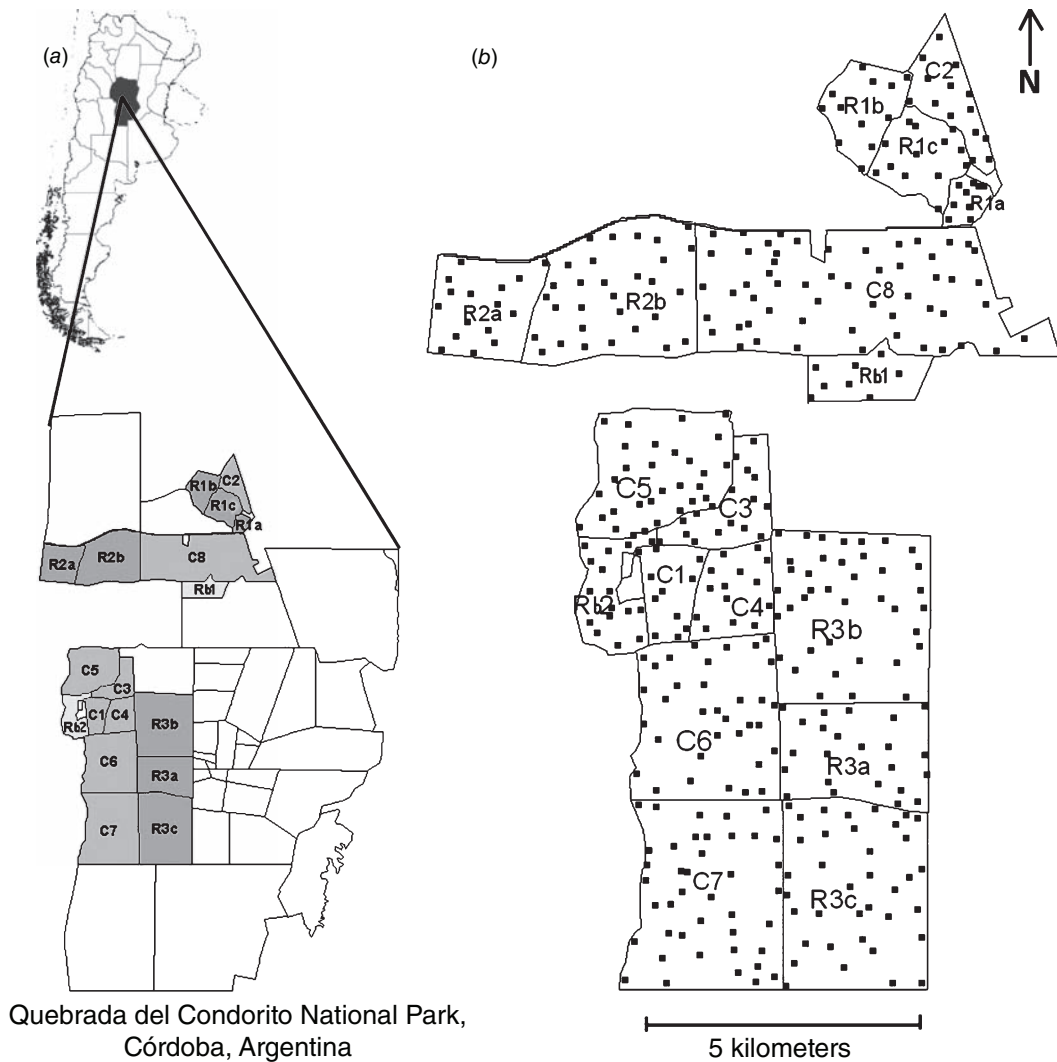 (a)
(b)
N
C2
R1b
R1c
R1a
R2a
R2b
C8
Rb1
C5
C3
C1
C4
Rb2
R3b
C6
R3a
C7
R3c
C2
R1b
R1c
R1a
R2a
R2b
C8
Rb1
C5
C3
C1
C4
Rb2
R3b
C6
R3a
C7
R3c
Quebrada del Condorito National Park,
Córdoba, Argentina
5 kilometers